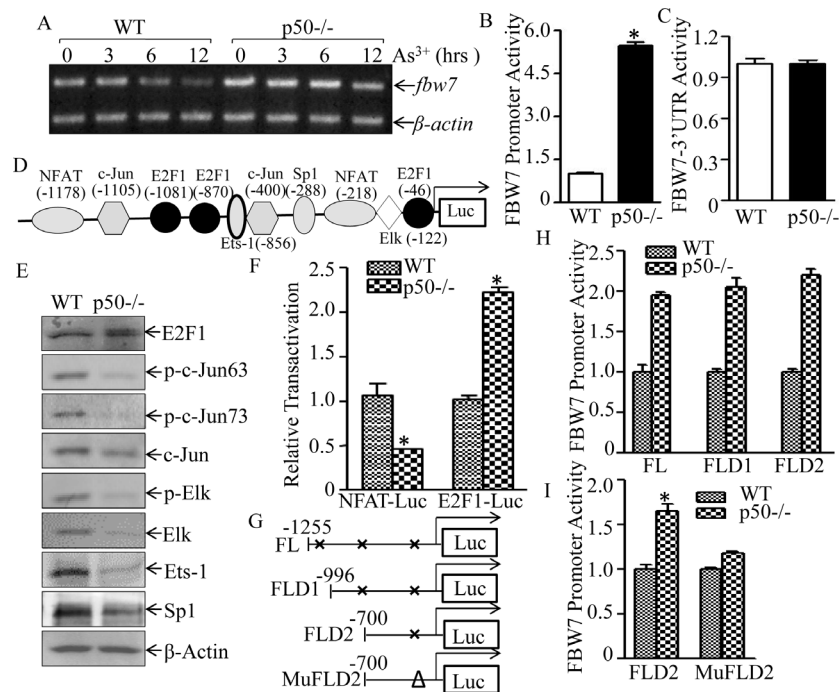 A
WT
p50-/-
0 3 6 12 0 3 6 12 As³⁺ (hrs)
fbw7
β-actin
B
FBW7 Promoter Activity
6.0
4.5
3.0
1.5
0
*
WT p50-/-
C
FBW7-3'UTR Activity
1.2
0.9
0.6
0.3
0.0
WT p50-/-
D
NFAT (-1178)
c-Jun (-1105)
E2F1 (-1081)
E2F1 (-870)
Ets-1(-856)
c-Jun (-400)
Sp1 (-288)
NFAT (-218)
Elk (-122)
E2F1 (-46)
Luc
E
WT p50-/-
E2F1
p-c-Jun63
p-c-Jun73
c-Jun
p-Elk
Elk
Ets-1
Sp1
β-Actin
F
WT
p50-/-
Relative Transactivation
2.5
2.0
1.5
1.0
0.5
0.0
*
*
NFAT-Luc E2F1-Luc
G
-1255
FL
Luc
-996
FLD1
Luc
-700
FLD2
Luc
-700
MuFLD2
Δ
Luc
H
WT
p50-/-
FBW7 Promoter Activity
2.5
2.0
1.5
1.0
0.5
0.0
FL FLD1 FLD2
I
WT
p50-/-
FBW7 Promoter Activity
2.0
1.5
1.0
0.5
0.0
*
FLD2 MuFLD2